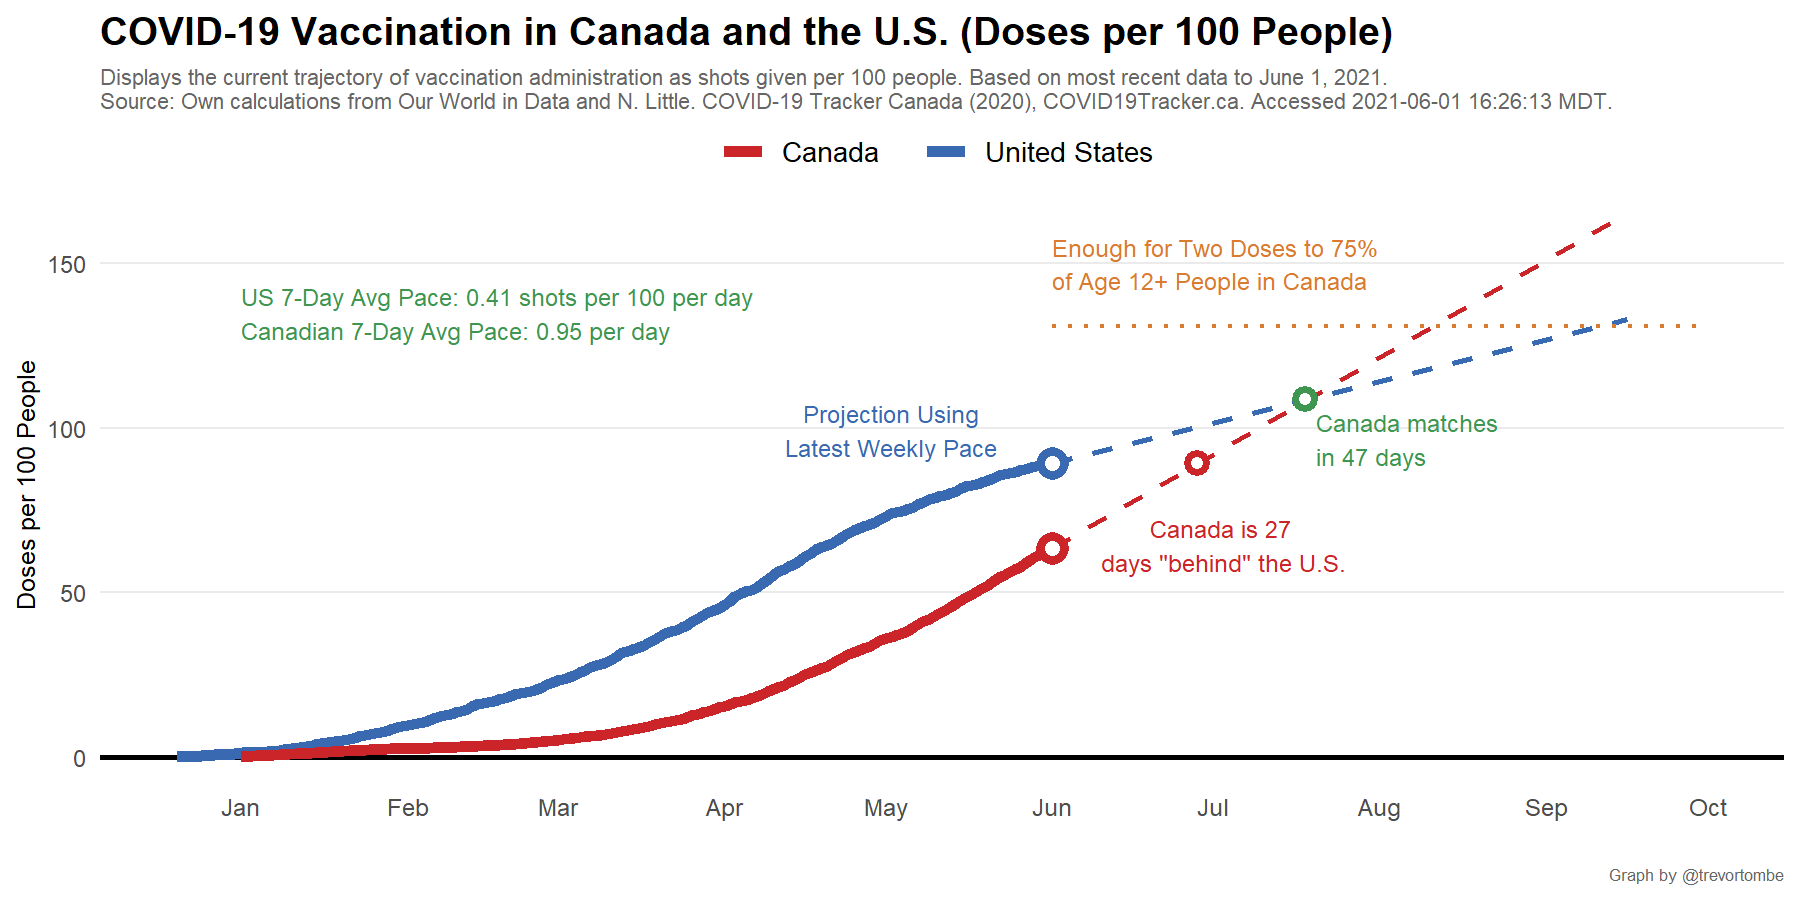 COVID-19 Vaccination in Canada and the U.S. (Doses per 100 People)
Displays the current trajectory of vaccination administration as shots given per 100 people. Based on most recent data to June 1, 2021.
Source: Own calculations from Our World in Data and N. Little. COVID-19 Tracker Canada (2020), COVID19Tracker.ca. Accessed 2021-06-01 16:26:13 MDT.
Canada
United States
Enough for Two Doses to 75%
of Age 12+ People in Canada
US 7-Day Avg Pace: 0.41 shots per 100 per day
Canadian 7-Day Avg Pace: 0.95 per day
Projection Using
Latest Weekly Pace
Canada matches
in 47 days
Canada is 27
days "behind" the U.S.
Doses per 100 People
150
100
50
0
Jan
Feb
Mar
Apr
May
Jun
Jul
Aug
Sep
Oct
Graph by @trevortombe